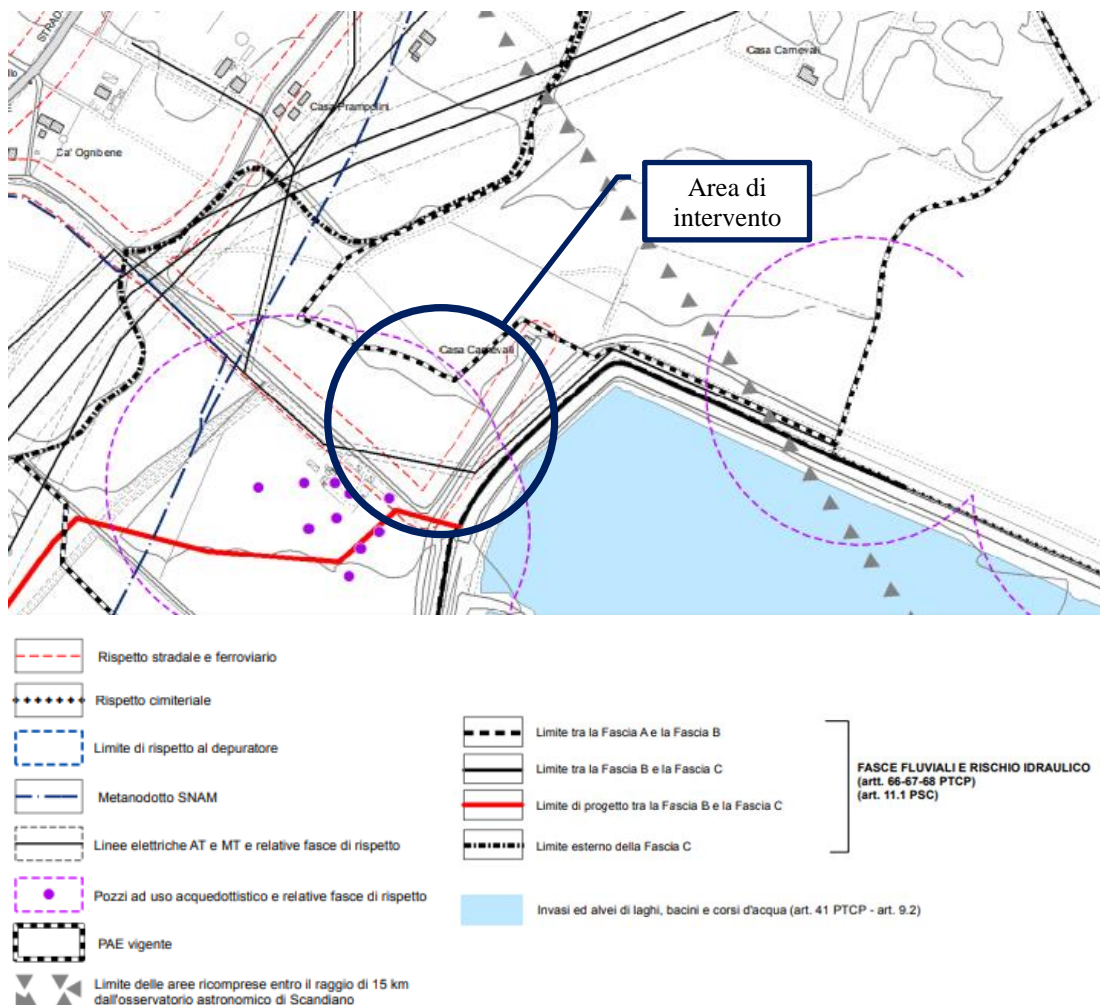 STRADA
Casa Carnevali
Casa Prampolini
Ca' Ognibene
Area di
intervento
Casa Carnevali
Rispetto stradale e ferroviario
Rispetto cimiteriale
Limite di rispetto al depuratore
Metanodotto SNAM
Linee elettriche AT e MT e relative fasce di rispetto
Pozzi ad uso acquedottistico e relative fasce di rispetto
PAE vigente
Limite delle aree ricomprese entro il raggio di 15 km
dall'osservatorio astronomico di Scandiano
Limite tra la Fascia A e la Fascia B
Limite tra la Fascia B e la Fascia C
Limite di progetto tra la Fascia B e la Fascia C
Limite esterno della Fascia C
FASCE FLUVIALI E RISCHIO IDRAULICO
(artt. 66-67-68 PTCP)
(art. 11.1 PSC)
Invasi ed alvei di laghi, bacini e corsi d'acqua (art. 41 PTCP - art. 9.2)